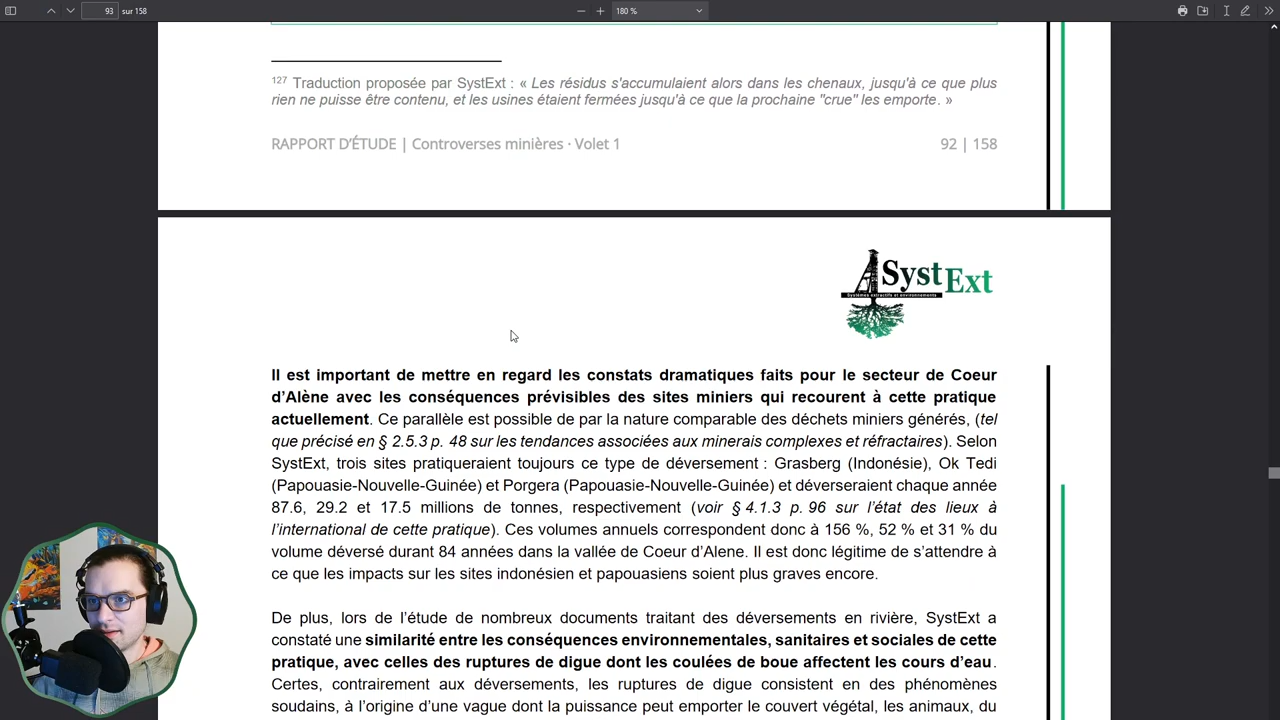 93 sur 158
180 %
127 Traduction proposée par SystExt : « Les résidus s'accumulaient alors dans les chenaux, jusqu'à ce que plus
rien ne puisse être contenu, et les usines étaient fermées jusqu'à ce que la prochaine "crue" les emporte. »
RAPPORT D'ÉTUDE | Controverses minières · Volet 1
92 | 158
SystExt
Systèmes extractifs et environnements
Il est important de mettre en regard les constats dramatiques faits pour le secteur de Coeur
d'Alène avec les conséquences prévisibles des sites miniers qui recourent à cette pratique
actuellement. Ce parallèle est possible de par la nature comparable des déchets miniers générés, (tel
que précisé en § 2.5.3 p. 48 sur les tendances associées aux minerais complexes et réfractaires). Selon
SystExt, trois sites pratiqueraient toujours ce type de déversement : Grasberg (Indonésie), Ok Tedi
(Papouasie-Nouvelle-Guinée) et Porgera (Papouasie-Nouvelle-Guinée) et déverseraient chaque année
87.6, 29.2 et 17.5 millions de tonnes, respectivement (voir § 4.1.3 p. 96 sur l'état des lieux à
l'international de cette pratique). Ces volumes annuels correspondent donc à 156 %, 52 % et 31 % du
volume déversé durant 84 années dans la vallée de Coeur d'Alene. Il est donc légitime de s'attendre à
ce que les impacts sur les sites indonésien et papouasiens soient plus graves encore.
De plus, lors de l'étude de nombreux documents traitant des déversements en rivière, SystExt a
constaté une similarité entre les conséquences environnementales, sanitaires et sociales de cette
pratique, avec celles des ruptures de digue dont les coulées de boue affectent les cours d'eau.
Certes, contrairement aux déversements, les ruptures de digue consistent en des phénomènes
soudains, à l'origine d'une vague dont la puissance peut emporter le couvert végétal, les animaux, du